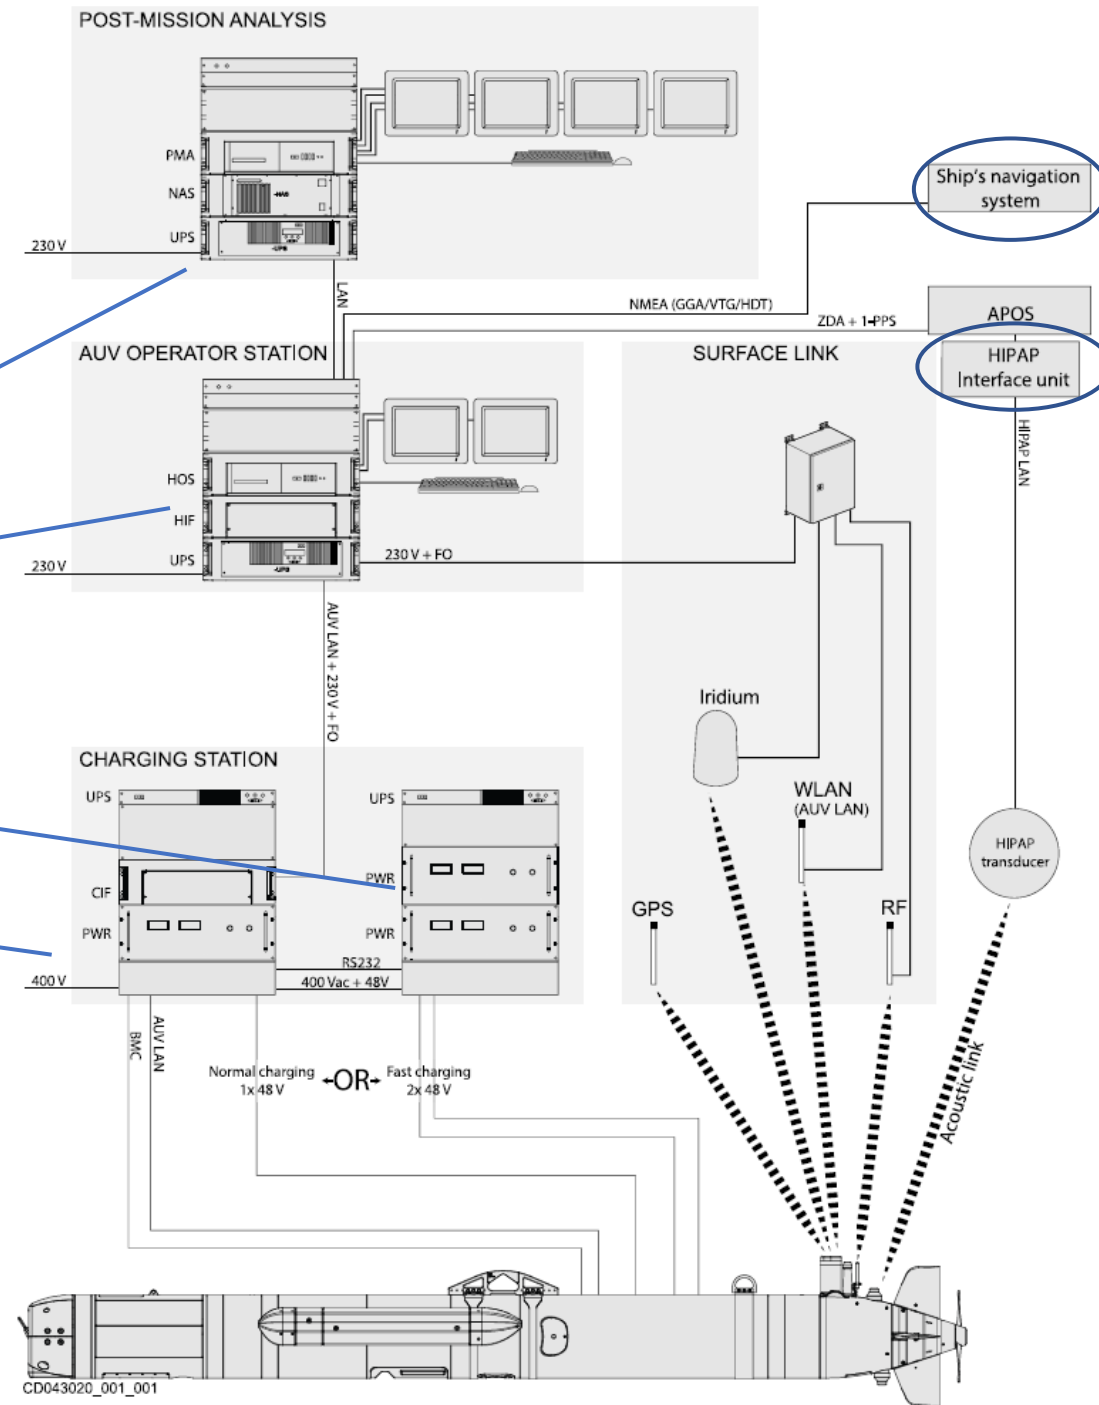 POST-MISSION ANALYSIS
PMA
NAS
-NAS
UPS
-UPS
230 V
LAN
Ship's navigation
system
NMEA (GGA/VTG/HDT)
ZDA + 1-PPS
APOS
HIPAP
Interface unit
HIPAP LAN
AUV OPERATOR STATION
HOS
HIF
UPS
-UPS
230 V
230 V + FO
AUV LAN + 230 V + FO
SURFACE LINK
Iridium
WLAN
(AUV LAN)
GPS
RF
HIPAP
transducer
Acoustic link
CHARGING STATION
UPS
UPS
CIF
PWR
PWR
PWR
400 V
RS232
400 Vac + 48V
BMC
AUV LAN
Normal charging
1x 48 V
OR
Fast charging
2x 48 V
CD043020_001_001